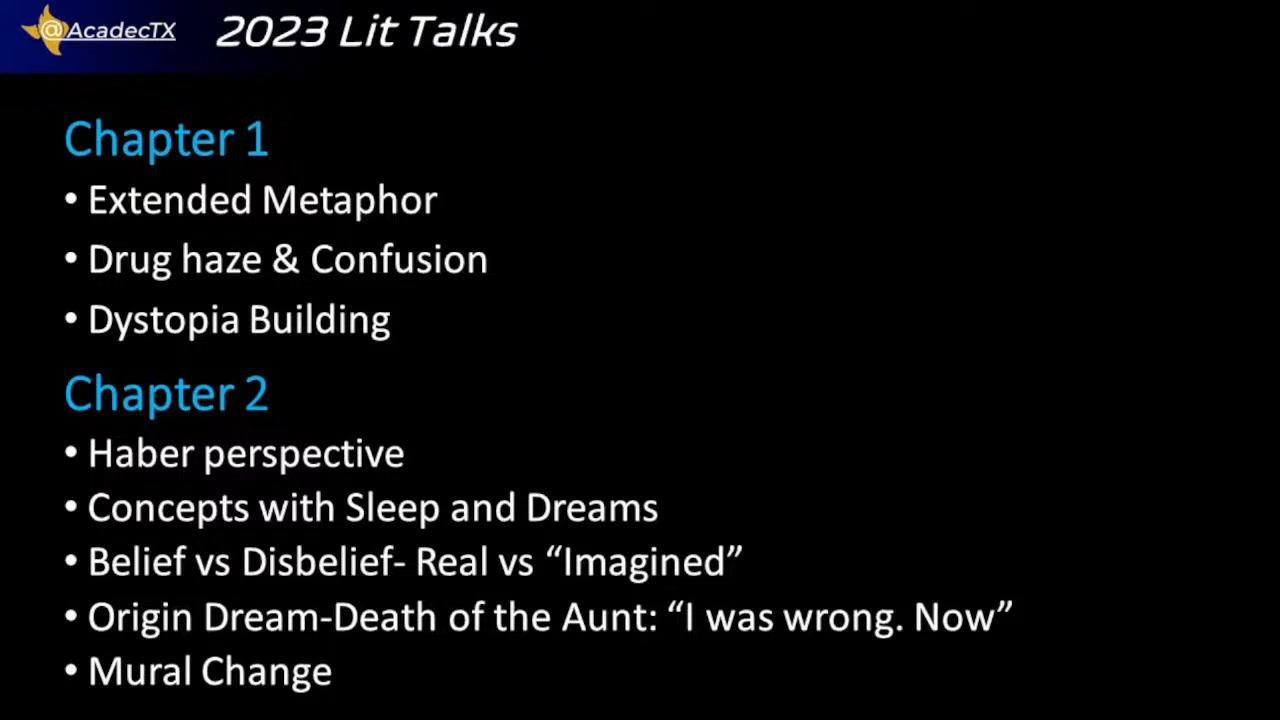 @AcadecTX 2023 Lit Talks
Chapter 1
• Extended Metaphor
• Drug haze & Confusion
• Dystopia Building
Chapter 2
• Haber perspective
• Concepts with Sleep and Dreams
• Belief vs Disbelief- Real vs “Imagined”
• Origin Dream-Death of the Aunt: “I was wrong. Now”
• Mural Change